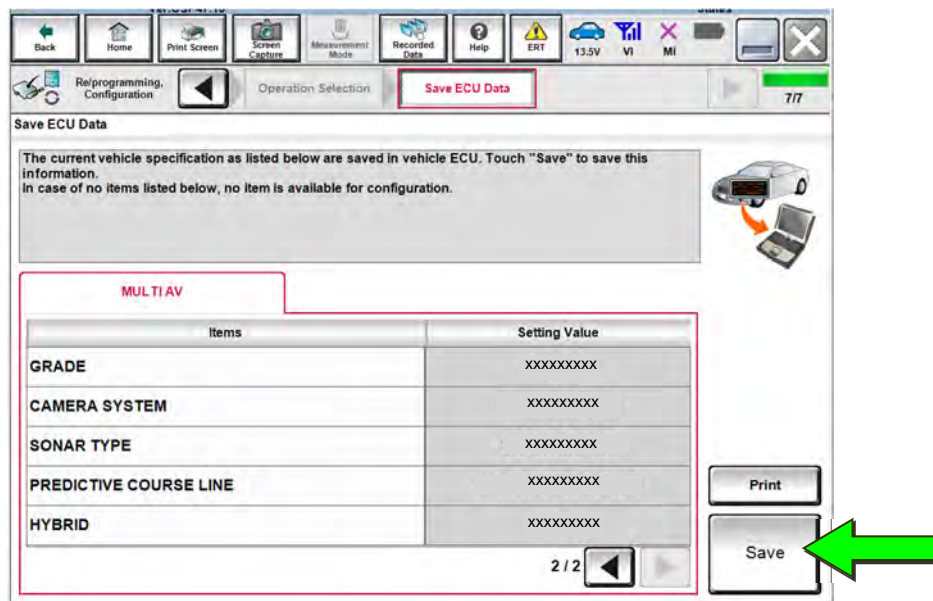 Back
Home
Print Screen
Screen
Capture
Measurement
Mode
Recorded
Data
Help
ERT
13.5V
VI
MI
Re/programming,
Configuration
Operation Selection
Save ECU Data
7/7
Save ECU Data
The current vehicle specification as listed below are saved in vehicle ECU. Touch "Save" to save this
information.
In case of no items listed below, no item is available for configuration.
MULTI AV
Items
Setting Value
GRADE
xxxxxxxxx
CAMERA SYSTEM
xxxxxxxxx
SONAR TYPE
xxxxxxxxx
PREDICTIVE COURSE LINE
xxxxxxxxx
HYBRID
xxxxxxxxx
2/2
Print
Save